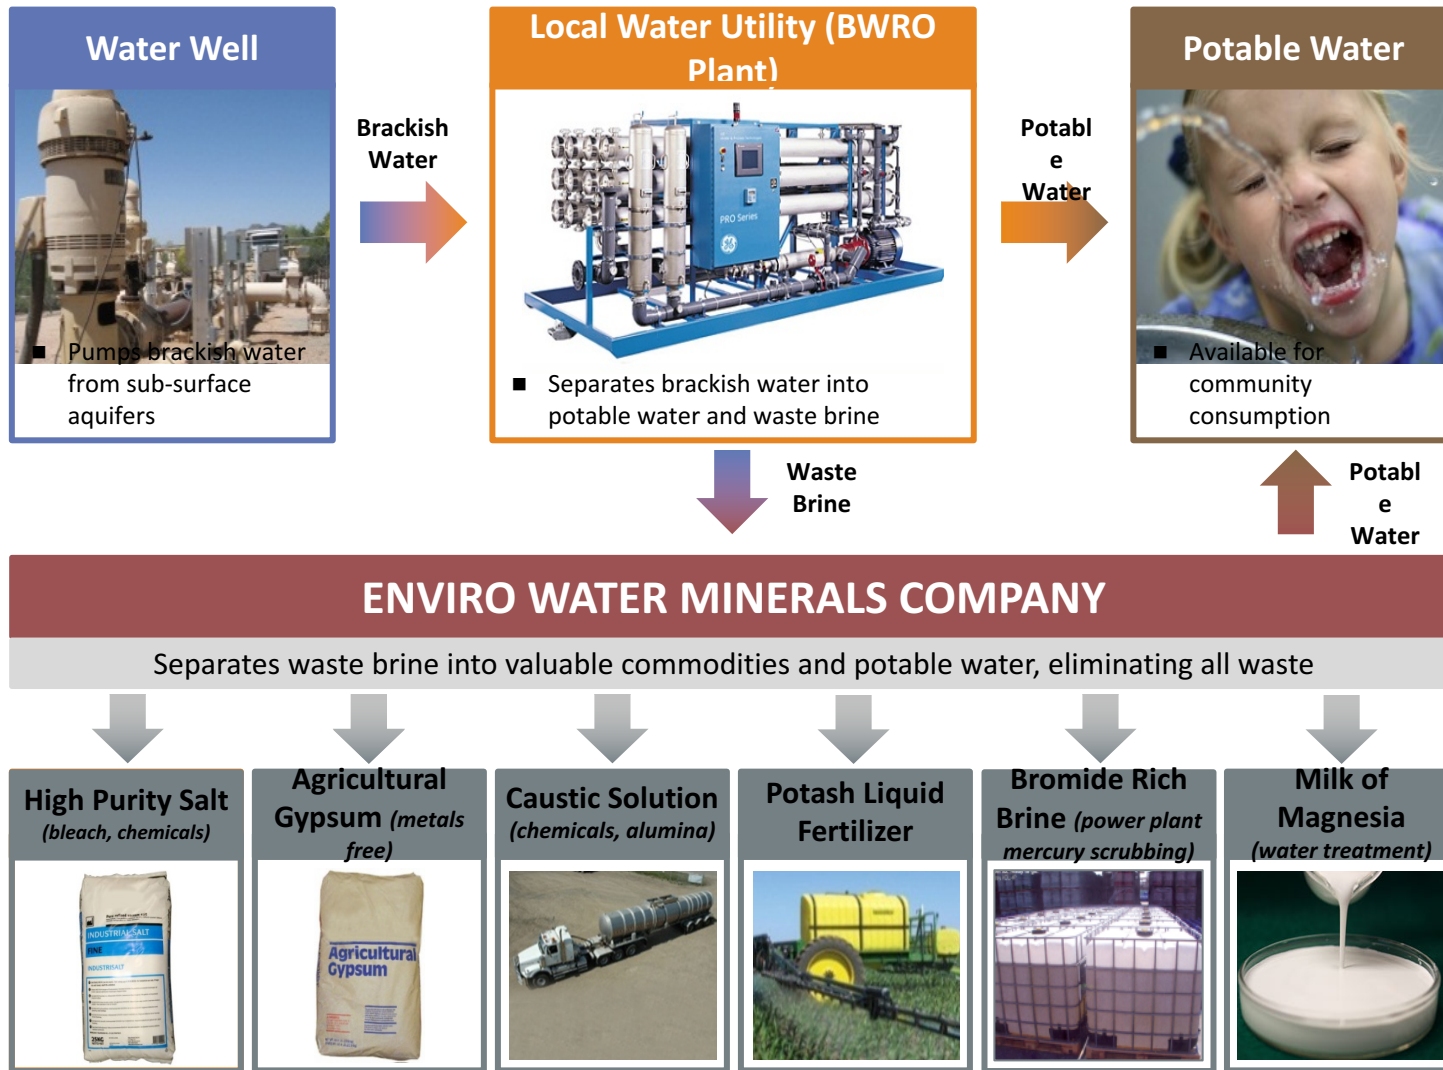 Water Well
Local Water Utility (BWRO
Plant)
Potable Water
Brackish
Water
Potabl
e
Water
PRO Series
■ Pumps brackish water
from sub-surface
aquifers
■ Separates brackish water into
potable water and waste brine
■ Available for
community
consumption
Waste
Brine
Potabl
e
Water
ENVIRO WATER MINERALS COMPANY
Separates waste brine into valuable commodities and potable water, eliminating all waste
High Purity Salt
(bleach, chemicals)
Agricultural
Gypsum (metals
free)
Caustic Solution
(chemicals, alumina)
Potash Liquid
Fertilizer
Bromide Rich
Brine (power plant
mercury scrubbing)
Milk of
Magnesia
(water treatment)
INDUSTRIAL SALT
FINE
INDUSTRISALT
25KG
Agricultural
Gypsum